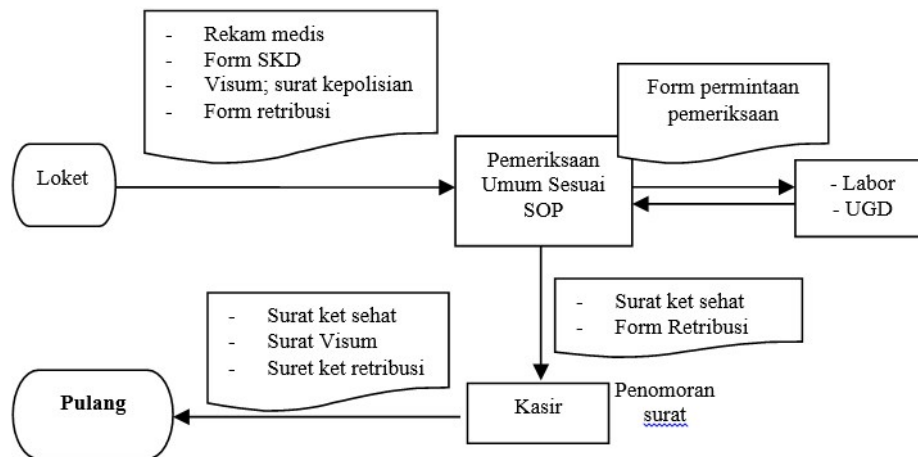 - Rekam medis
- Form SKD
- Visum; surat kepolisian
- Form retribusi
Form permintaan
pemeriksaan
Loket
Pemeriksaan
Umum Sesuai
SOP
- Labor
- UGD
- Surat ket sehat
- Form Retribusi
- Surat ket sehat
- Surat Visum
- Suret ket retribusi
Pulang
Kasir
Penomoran
surat